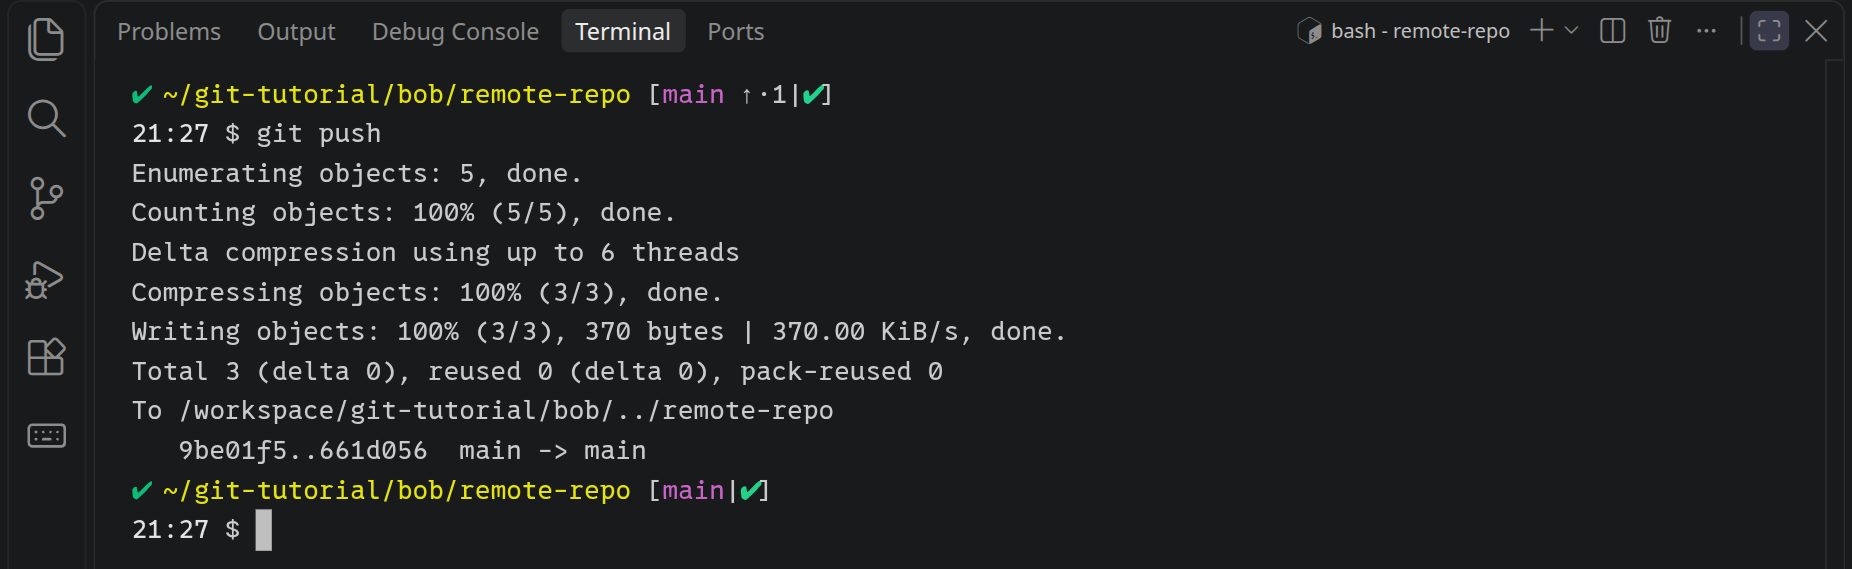 Problems Output Debug Console Terminal Ports bash - remote-repo
✔ ~/git-tutorial/bob/remote-repo [main ↑·1|✔]
21:27 $ git push
Enumerating objects: 5, done.
Counting objects: 100% (5/5), done.
Delta compression using up to 6 threads
Compressing objects: 100% (3/3), done.
Writing objects: 100% (3/3), 370 bytes | 370.00 KiB/s, done.
Total 3 (delta 0), reused 0 (delta 0), pack-reused 0
To /workspace/git-tutorial/bob/../remote-repo
   9be01f5..661d056  main -> main
✔ ~/git-tutorial/bob/remote-repo [main|✔]
21:27 $